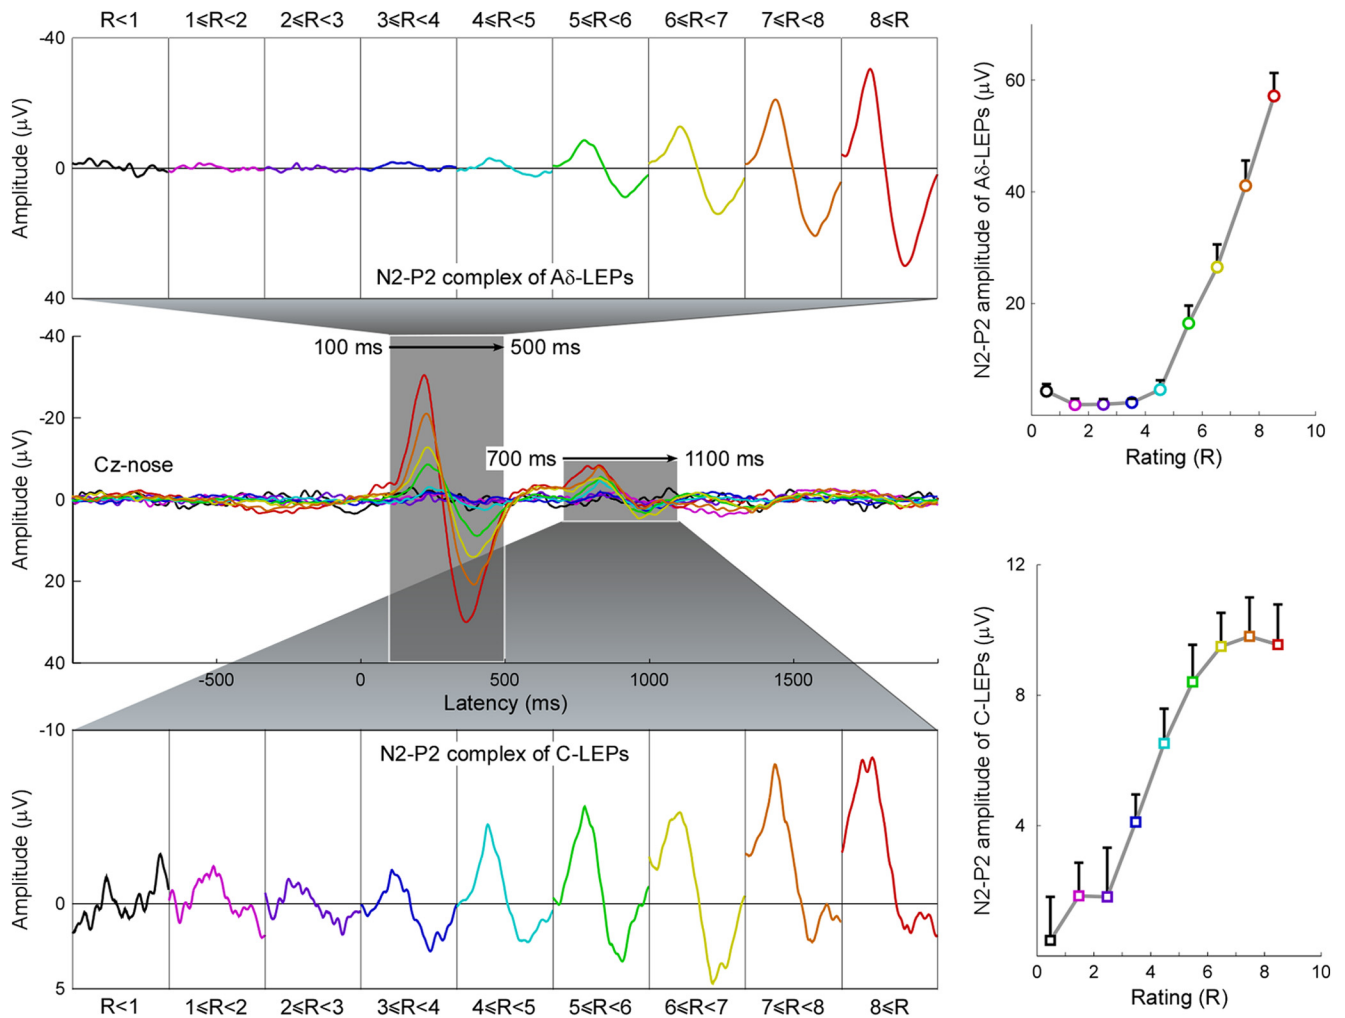 R<1 1⩽R<2 2⩽R<3 3⩽R<4 4⩽R<5 5⩽R<6 6⩽R<7 7⩽R<8 8⩽R
-40
0
40
Amplitude (μV)
N2-P2 complex of Aδ-LEPs
-40
-20
0
20
40
Amplitude (μV)
100 ms
500 ms
Cz-nose
700 ms
1100 ms
-500 0 500 1000 1500
Latency (ms)
-10
0
5
Amplitude (μV)
N2-P2 complex of C-LEPs
R<1 1⩽R<2 2⩽R<3 3⩽R<4 4⩽R<5 5⩽R<6 6⩽R<7 7⩽R<8 8⩽R
N2-P2 amplitude of Aδ-LEPs (μV)
60
40
20
0 2 4 6 8 10
Rating (R)
N2-P2 amplitude of C-LEPs (μV)
12
8
4
0 2 4 6 8 10
Rating (R)